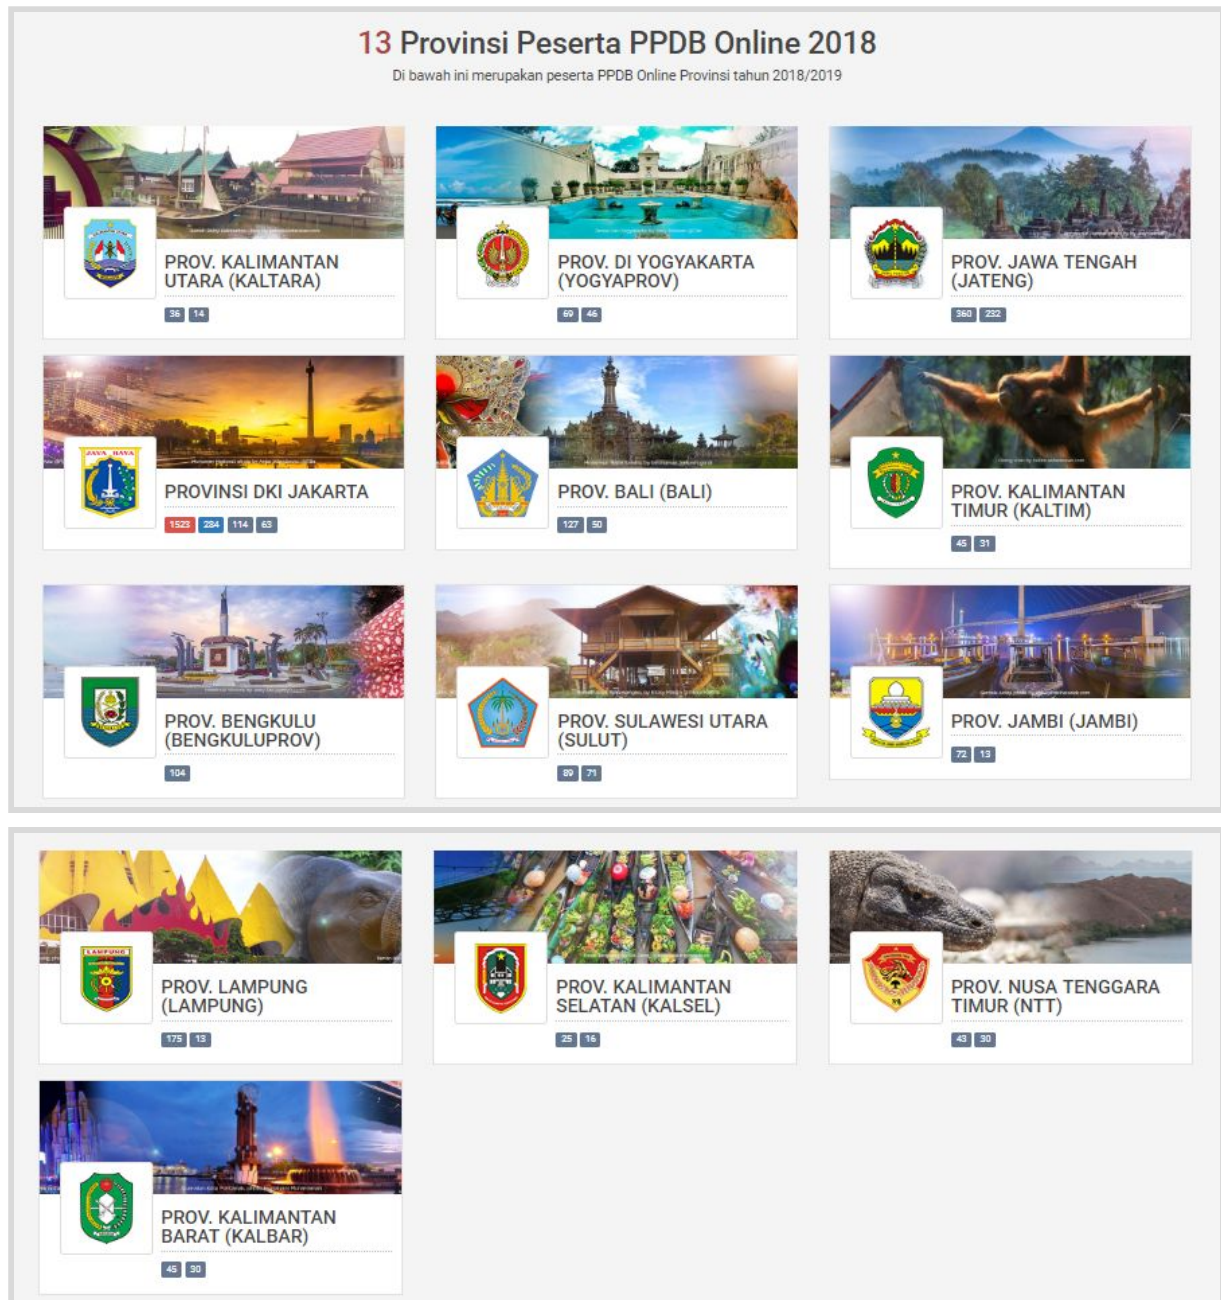 13 Provinsi Peserta PPDB Online 2018
Di bawah ini merupakan peserta PPDB Online Provinsi tahun 2018/2019
PROV. KALIMANTAN
UTARA (KALTARA)
36 14
PROV. DI YOGYAKARTA
(YOGYAPROV)
69 46
PROV. JAWA TENGAH
(JATENG)
360 232
JAYA RAYA
PROVINSI DKI JAKARTA
1523 284 114 63
PROV. BALI (BALI)
127 50
PROV. KALIMANTAN
TIMUR (KALTIM)
45 31
PROV. BENGKULU
(BENGKULUPROV)
104
PROV. SULAWESI UTARA
(SULUT)
89 71
PROV. JAMBI (JAMBI)
72 13
LAMPUNG
PROV. LAMPUNG
(LAMPUNG)
175 13
PROV. KALIMANTAN
SELATAN (KALSEL)
25 16
PROV. NUSA TENGGARA
TIMUR (NTT)
43 30
PROV. KALIMANTAN
BARAT (KALBAR)
45 30